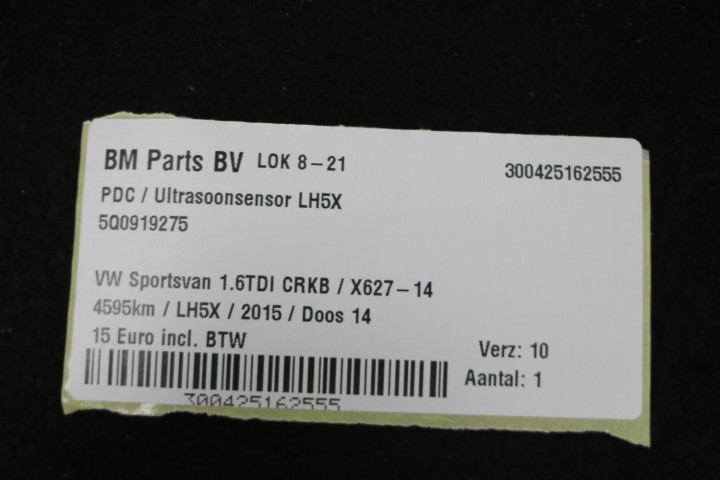 BM Parts BV LOK 8-21
300425162555
PDC / Ultrasoonsensor LH5X
5Q0919275
VW Sportsvan 1.6TDI CRKB / X627-14
4595km / LH5X / 2015 / Doos 14
15 Euro incl. BTW
Verz: 10
Aantal: 1
300425162555